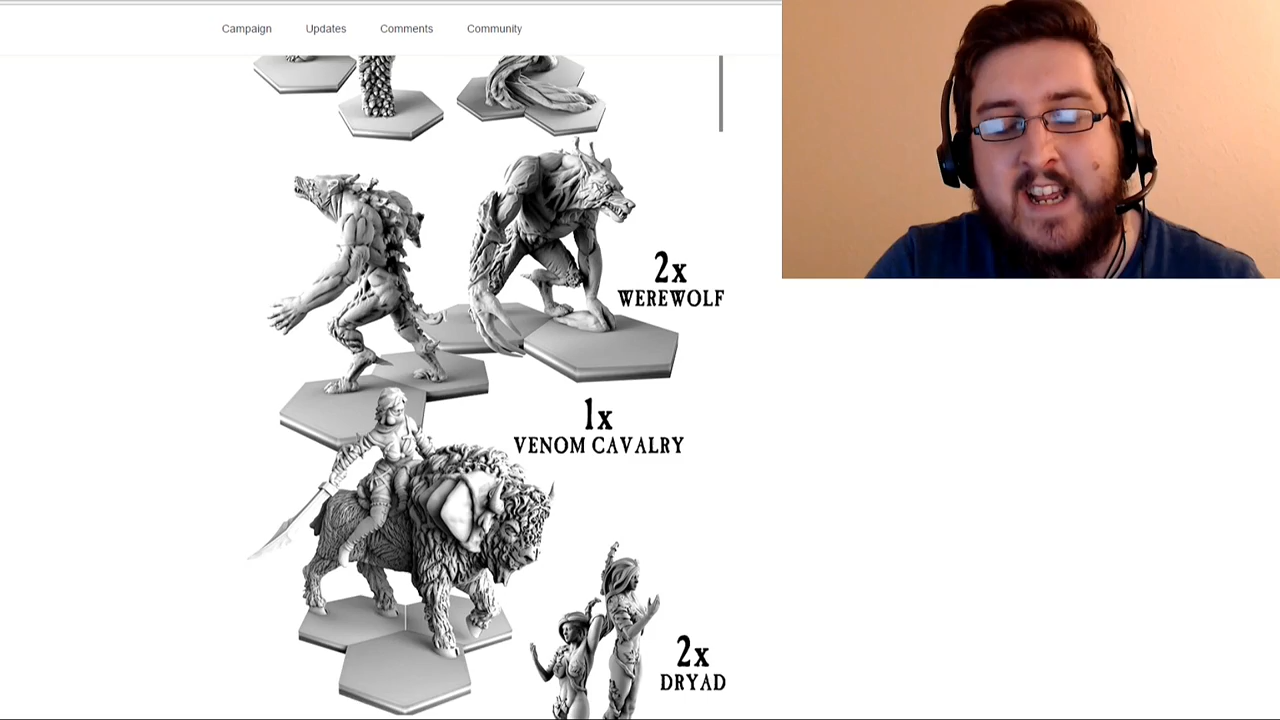 Campaign Updates Comments Community
2x
WEREWOLF
1x
VENOM CAVALRY
2x
DRYAD